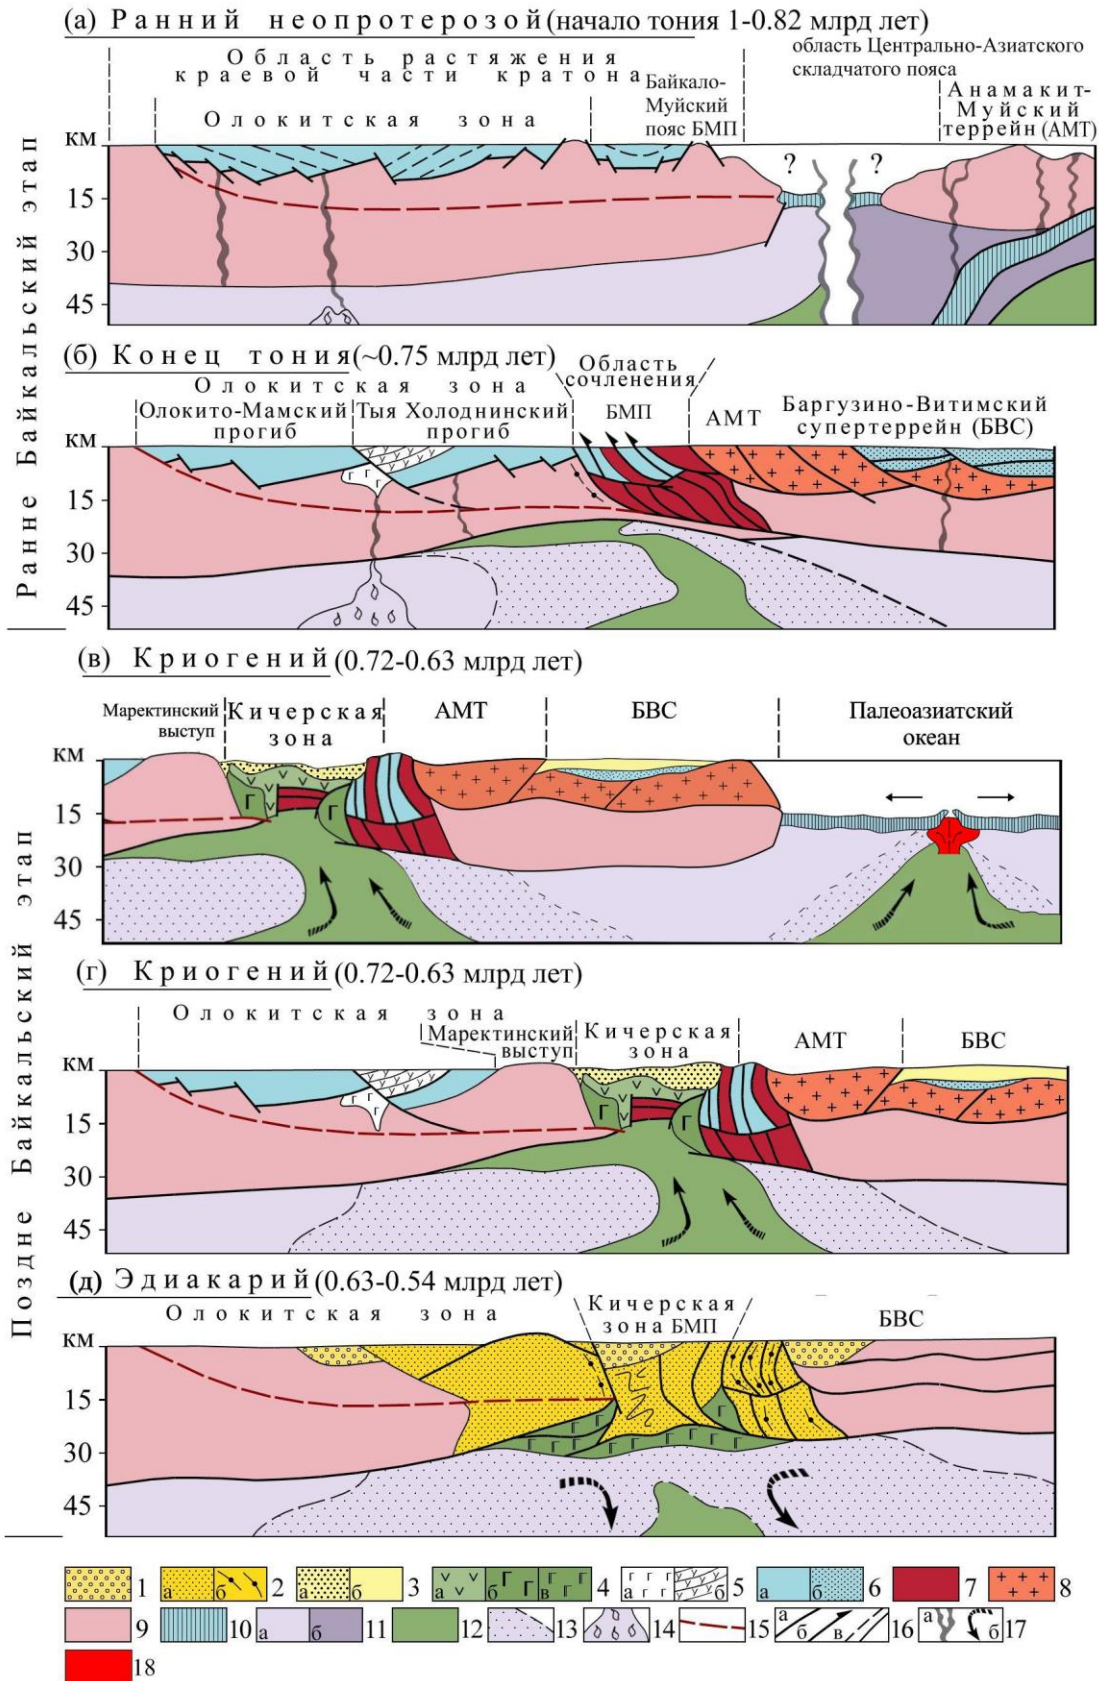 (а) Ранний неопротерозой (начало тония 1-0.82 млрд лет)
Область растяжения
краевой части кратона
область Центрально-Азиатского
складчатого пояса
Байкало-
Муйский
пояс БМП
Анамакит-
Муйский
террейн (АМТ)
Олокитская зона
км
15
30
45
? ?
Ранне Байкальский этап
(б) Конец тония (~0.75 млрд лет)
Олокитская зона
Область
сочленения
Олокито-Мамский
прогиб
Тыя Холоднинский
прогиб
БМП
АМТ
Баргузино-Витимский
супертеррейн (БВС)
км
15
30
45
г г
г
(в) Криогений (0.72-0.63 млрд лет)
Маректинский
выступ
Кичерская
зона
АМТ
БВС
Палеоазиатский
океан
км
15
30
45
Г Г
Поздне Байкальский этап
(г) Криогений (0.72-0.63 млрд лет)
Олокитская зона
Маректинский
выступ
Кичерская
зона
АМТ
БВС
км
15
30
45
г г
г
Г Г
(д) Эдиакарий (0.63-0.54 млрд лет)
Олокитская зона
Кичерская
зона БМП
БВС
км
15
30
45
1 а б 2 а б 3 а б в 4 а б 5 а б 6 7 8
9 10 а б 11 12 13 14 15 а б в 16 а б 17
18